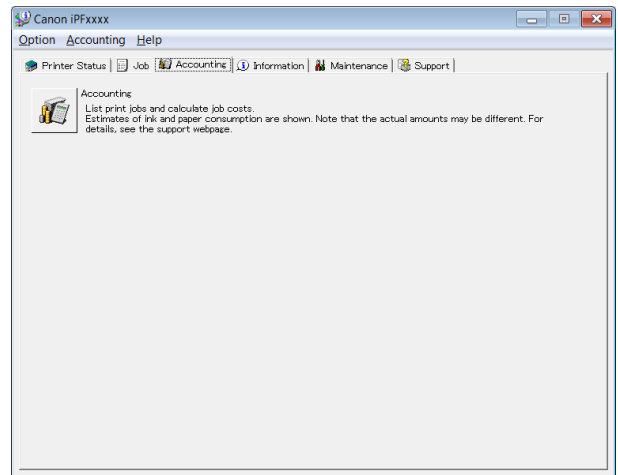 Canon iPFxxxx
Option Accounting Help
Printer Status Job Accounting Information Maintenance Support
Accounting
List print jobs and calculate job costs.
Estimates of ink and paper consumption are shown. Note that the actual amounts may be different. For
details, see the support webpage.